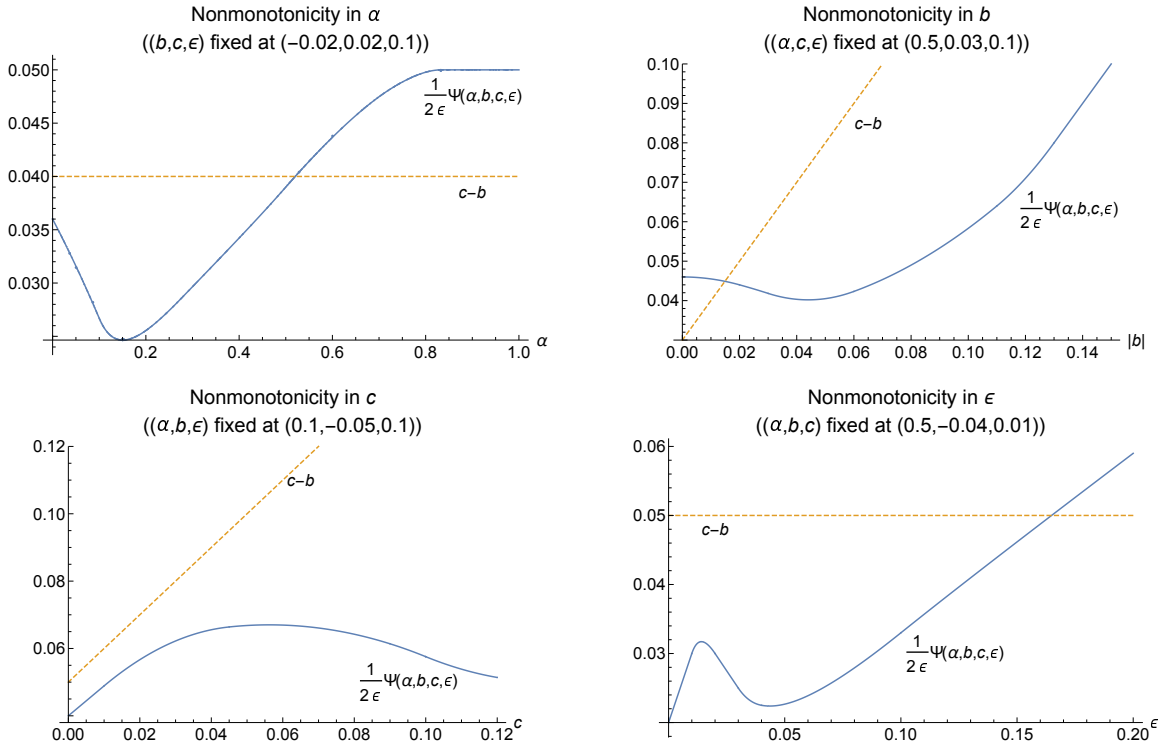 Nonmonotonicity in α
((b,c,ϵ) fixed at (−0.02,0.02,0.1))
0.050
0.045
0.040
0.035
0.030
1/(2 ϵ) Ψ(α,b,c,ϵ)
c−b
0.2 0.4 0.6 0.8 1.0 α
Nonmonotonicity in b
((α,c,ϵ) fixed at (0.5,0.03,0.1))
0.10
0.09
0.08
0.07
0.06
0.05
0.04
c−b
1/(2 ϵ) Ψ(α,b,c,ϵ)
0.00 0.02 0.04 0.06 0.08 0.10 0.12 0.14 |b|
Nonmonotonicity in c
((α,b,ϵ) fixed at (0.1,−0.05,0.1))
0.12
0.10
0.08
0.06
c−b
1/(2 ϵ) Ψ(α,b,c,ϵ)
0.00 0.02 0.04 0.06 0.08 0.10 0.12 c
Nonmonotonicity in ϵ
((α,b,c) fixed at (0.5,−0.04,0.01))
0.06
0.05
0.04
0.03
c−b
1/(2 ϵ) Ψ(α,b,c,ϵ)
0.05 0.10 0.15 0.20 ϵ